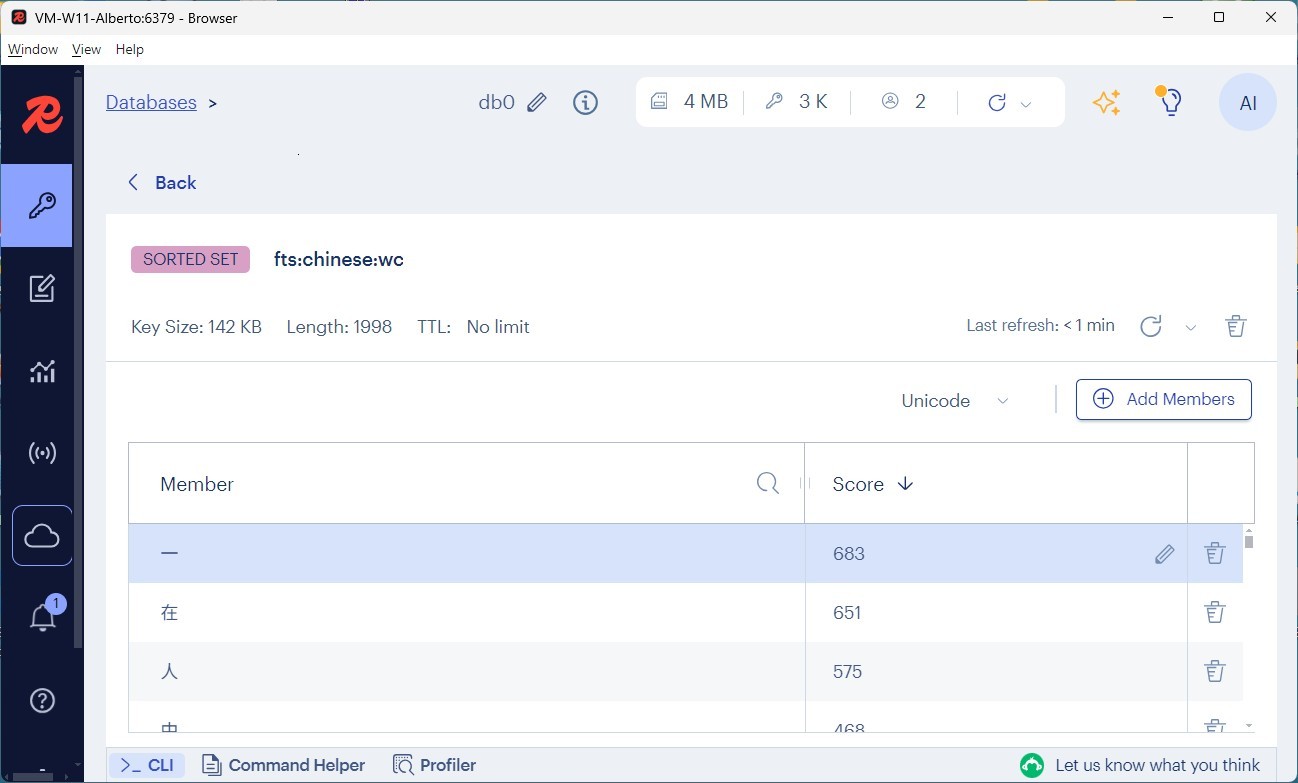 VM-W11-Alberto:6379 - Browser
Window View Help
Databases >
db0
4 MB
3 K
2
AI
Back
SORTED SET fts:chinese:wc
Key Size: 142 KB Length: 1998 TTL: No limit
Last refresh: < 1 min
Unicode
Add Members
Member Score
一 683
在 651
人 575
中 468
1
>_ CLI Command Helper Profiler
Let us know what you think